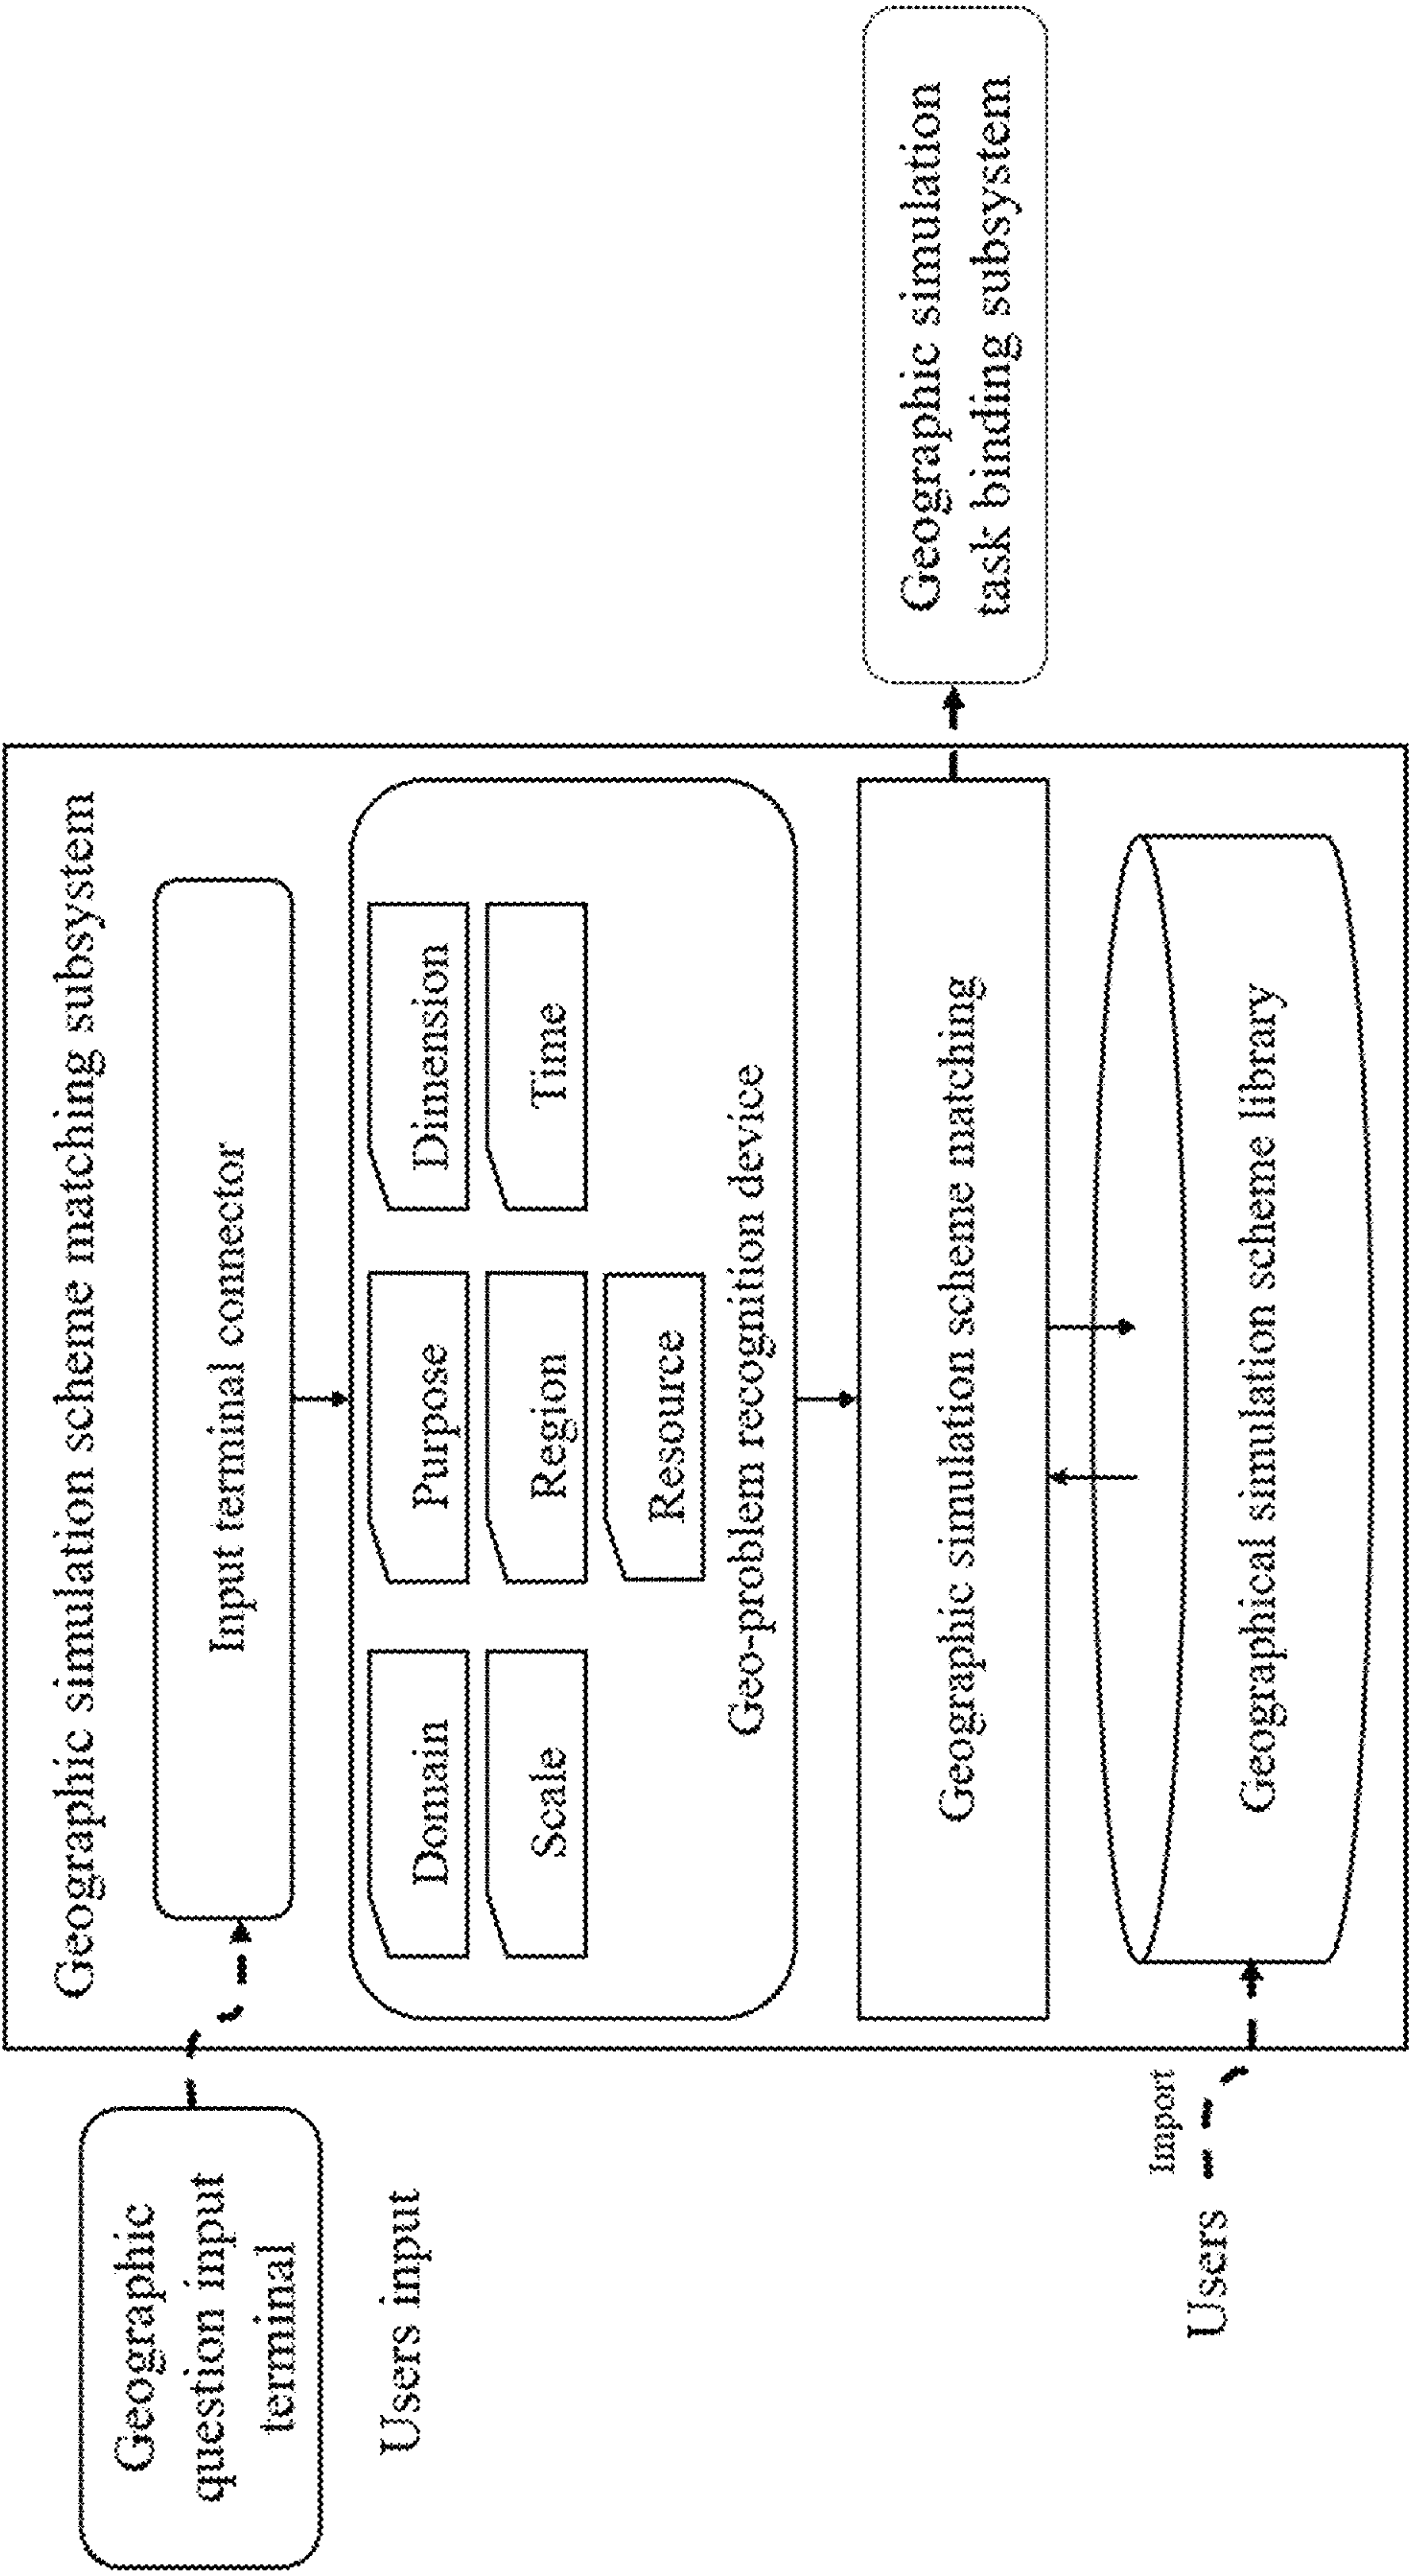 Geographic
question input
terminal
Users input
Users
Import
Geographic simulation scheme matching subsystem
Input terminal connector
Domain
Purpose
Dimension
Scale
Region
Time
Resource
Geo-problem recognition device
Geographic simulation scheme matching
Geographical simulation scheme library
Geographic simulation
task binding subsystem